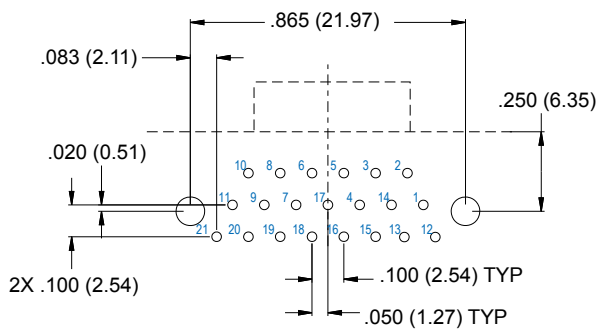 .865 (21.97)
.083 (2.11)
.250 (6.35)
.020 (0.51)
10 8 6 5 3 2
11 9 7 17 4 14 1
21 20 19 18 16 15 13 12
2X .100 (2.54)
.100 (2.54) TYP
.050 (1.27) TYP